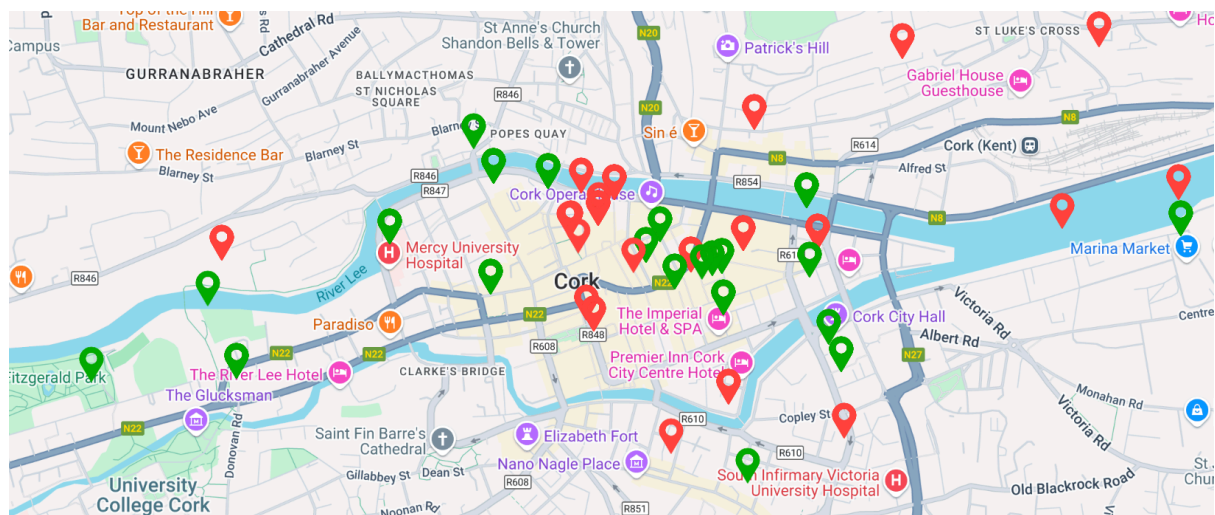 Top of the Hill
Bar and Restaurant
Cathedral Rd
Campus
Gurranabraher Avenue
GURRANABRAHER
St Anne's Church
Shandon Bells & Tower
N20
Patrick's Hill
ST LUKE'S CROSS
Gabriel House
Guesthouse
BALLYMACTHOMAS
ST NICHOLAS
SQUARE
R846
N20
N8
Mount Nebo Ave
POPES QUAY
Sin é
The Residence Bar
Blarney St
Blarney St
N8
R614
Cork (Kent)
Alfred St
R846
R847
R854
Cork Opera House
N8
Mercy University
Hospital
Marina Market
R846
River Lee
Cork
N22
Paradiso
N22
The Imperial
Hotel & SPA
Cork City Hall
Victoria Rd
Albert Rd
Centre
R848
R608
N22
N22
N27
Fitzgerald Park
The River Lee Hotel
Premier Inn Cork
City Centre Hotel
CLARKE'S BRIDGE
The Glucksman
Monahan Rd
Copley St
R610
Victoria Rd
N22
Donovan Rd
Saint Fin Barre's
Cathedral
Elizabeth Fort
R610
Gillabbey St
Dean St
Nano Nagle Place
South Infirmary Victoria
University Hospital
R608
University
College Cork
Noonan Rd
R851
Old Blackrock Road